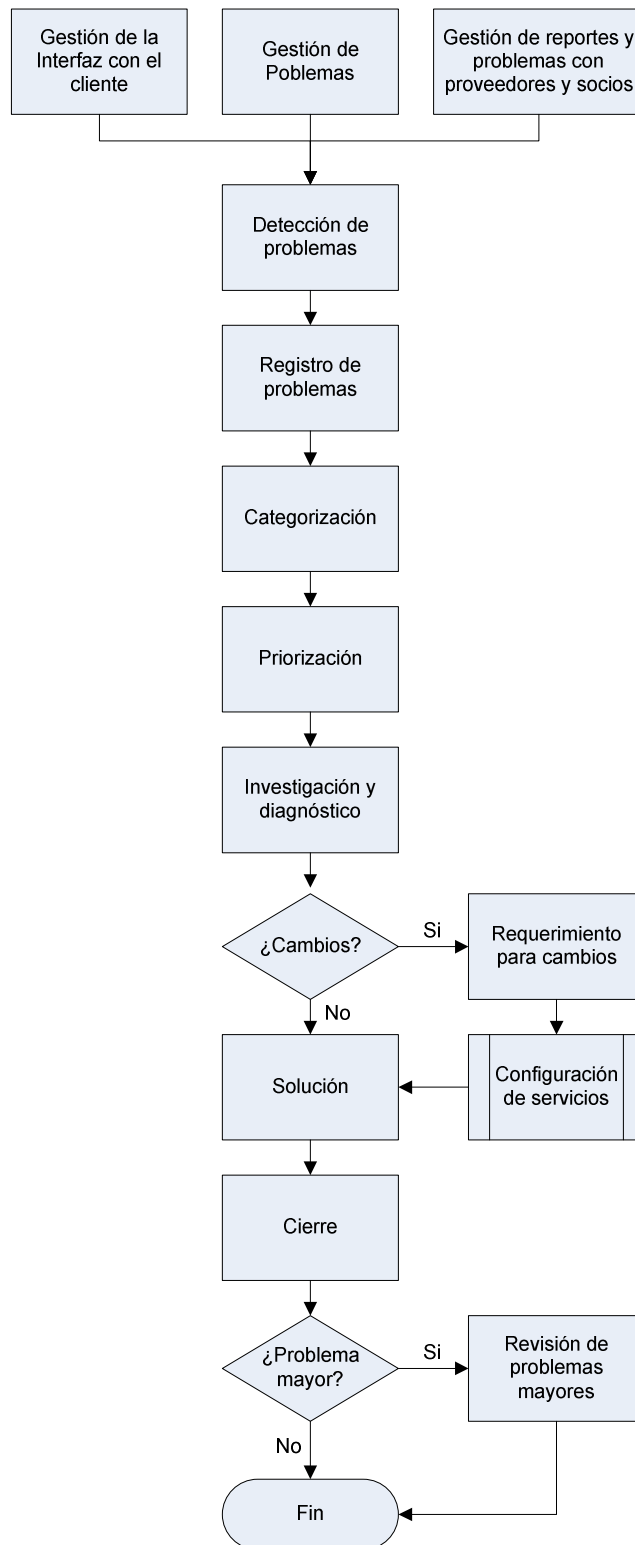 Gestión de la
Interfaz con el
cliente
Gestión de
Poblemas
Gestión de reportes y
problemas con
proveedores y socios
Detección de
problemas
Registro de
problemas
Categorización
Priorización
Investigación y
diagnóstico
¿Cambios?
Si
Requerimiento
para cambios
No
Solución
Configuración
de servicios
Cierre
¿Problema
mayor?
Si
Revisión de
problemas
mayores
No
Fin